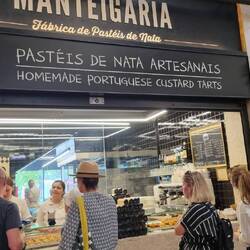 MANTEIGARIA
Fábrica de Pastéis de Nata
PASTÉIS DE NATA ARTESANAIS
HOMEMADE PORTUGUESE CUSTARD TARTS